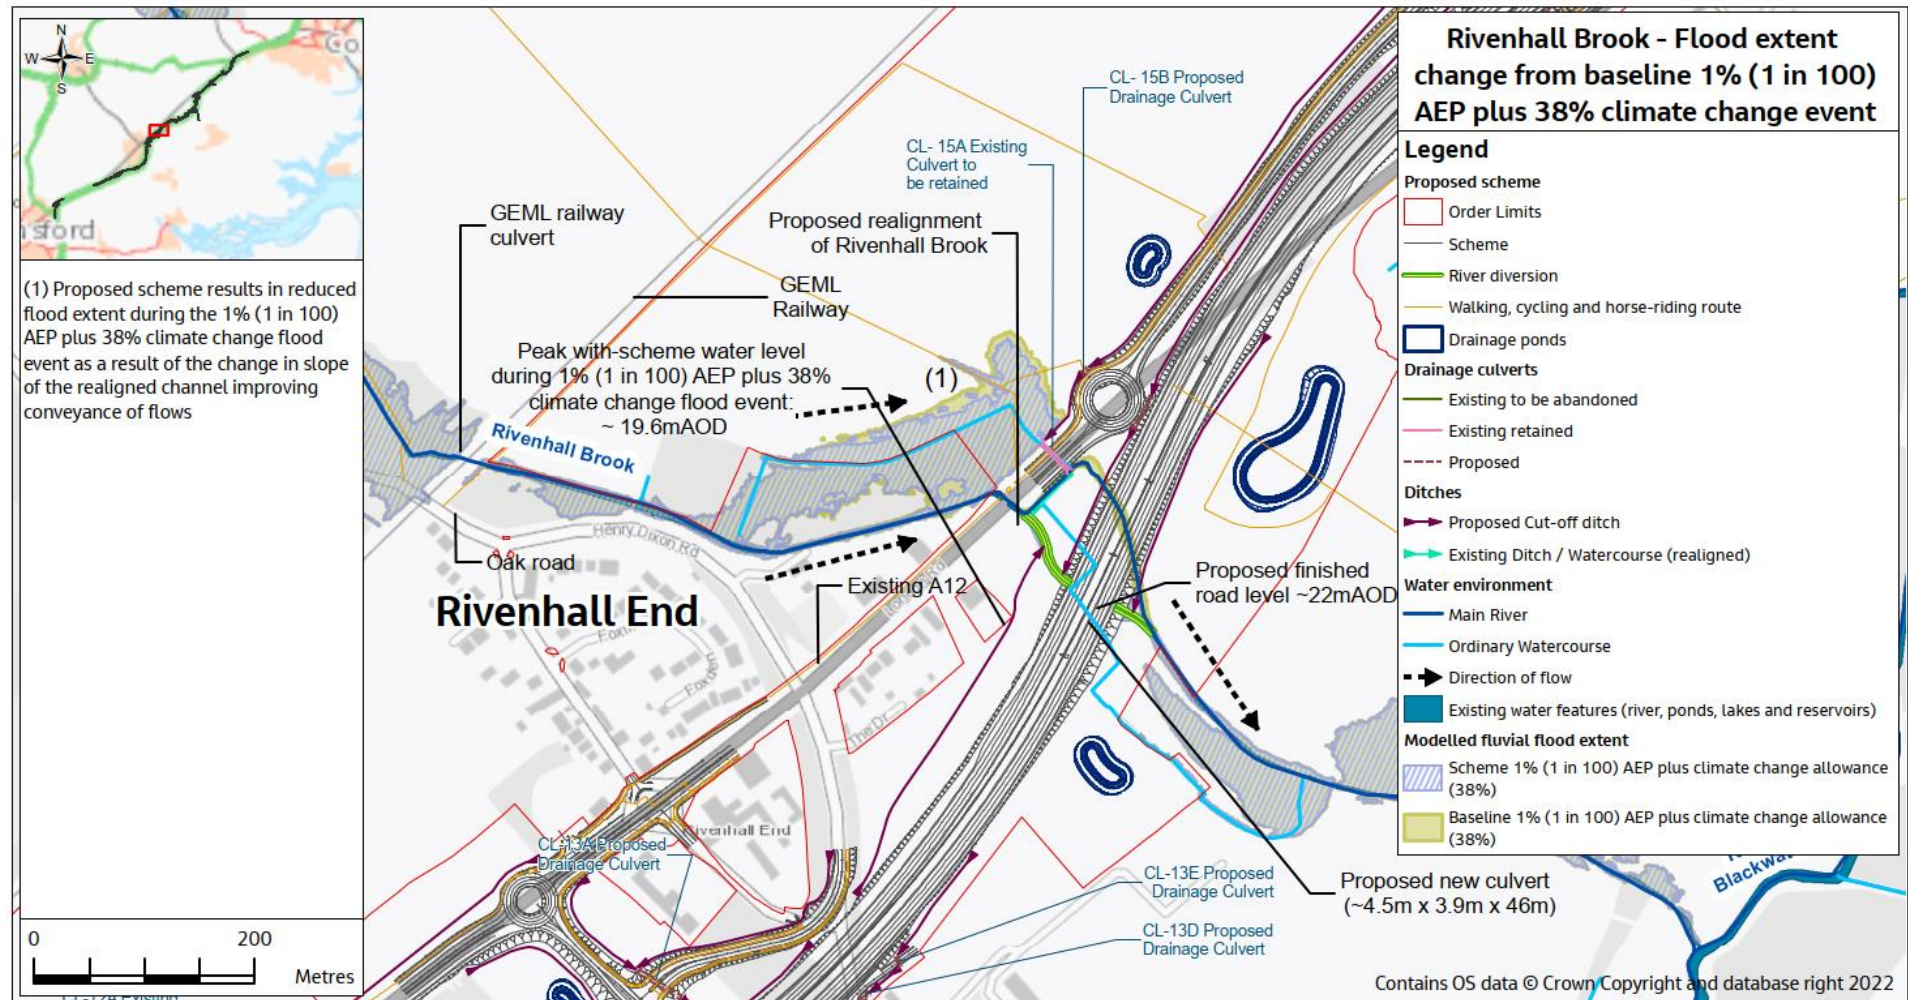 Rivenhall Brook - Flood extent
change from baseline 1% (1 in 100)
AEP plus 38% climate change event
Legend
Proposed scheme
Order Limits
Scheme
River diversion
Walking, cycling and horse-riding route
Drainage ponds
Drainage culverts
Existing to be abandoned
Existing retained
Proposed
Ditches
Proposed Cut-off ditch
Existing Ditch / Watercourse (realigned)
Water environment
Main River
Ordinary Watercourse
Direction of flow
Existing water features (river, ponds, lakes and reservoirs)
Modelled fluvial flood extent
Scheme 1% (1 in 100) AEP plus climate change allowance
(38%)
Baseline 1% (1 in 100) AEP plus climate change allowance
(38%)
N
W E
S
Co
nsford
(1) Proposed scheme results in reduced
flood extent during the 1% (1 in 100)
AEP plus 38% climate change flood
event as a result of the change in slope
of the realigned channel improving
conveyance of flows
0 200
Metres
CL- 15B Proposed
Drainage Culvert
CL- 15A Existing
Culvert to
be retained
GEML railway
culvert
Proposed realignment
of Rivenhall Brook
GEML
Railway
Peak with-scheme water level
during 1% (1 in 100) AEP plus 38%
climate change flood event:
~ 19.6mAOD
(1)
Rivenhall Brook
Henry Dixon Rd
Oak road
Existing A12
Rivenhall End
Proposed finished
road level ~22mAOD
Foxden
The Dr
Rivenhall End
CL-13A Proposed
Drainage Culvert
CL-13E Proposed
Drainage Culvert
CL-13D Proposed
Drainage Culvert
Proposed new culvert
(~4.5m x 3.9m x 46m)
Blackwa
Contains OS data © Crown Copyright and database right 2022